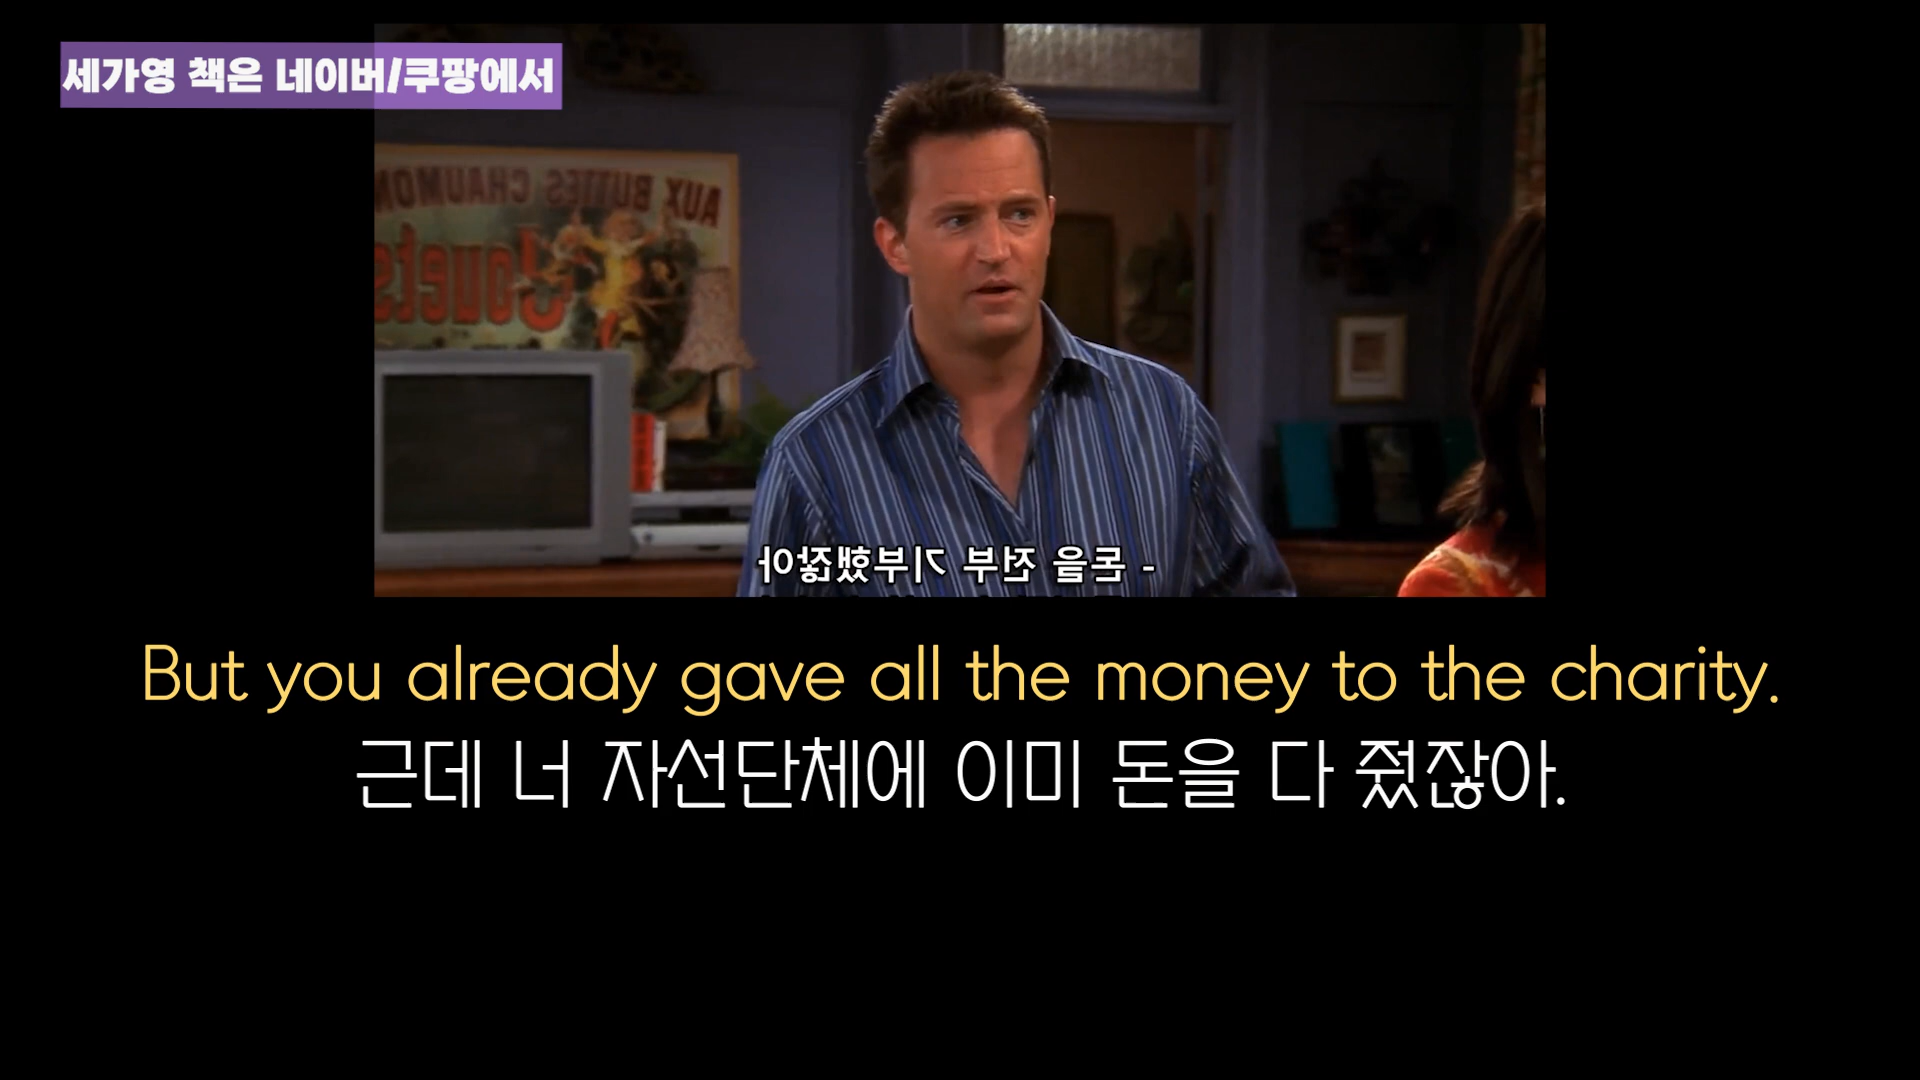 세가영 책은 네이버/쿠팡에서
AUX BUTTES CHAUMON
Jouets
- 돈을 전부 기부했잖아
But you already gave all the money to the charity.
근데 너 자선단체에 이미 돈을 다 줬잖아.